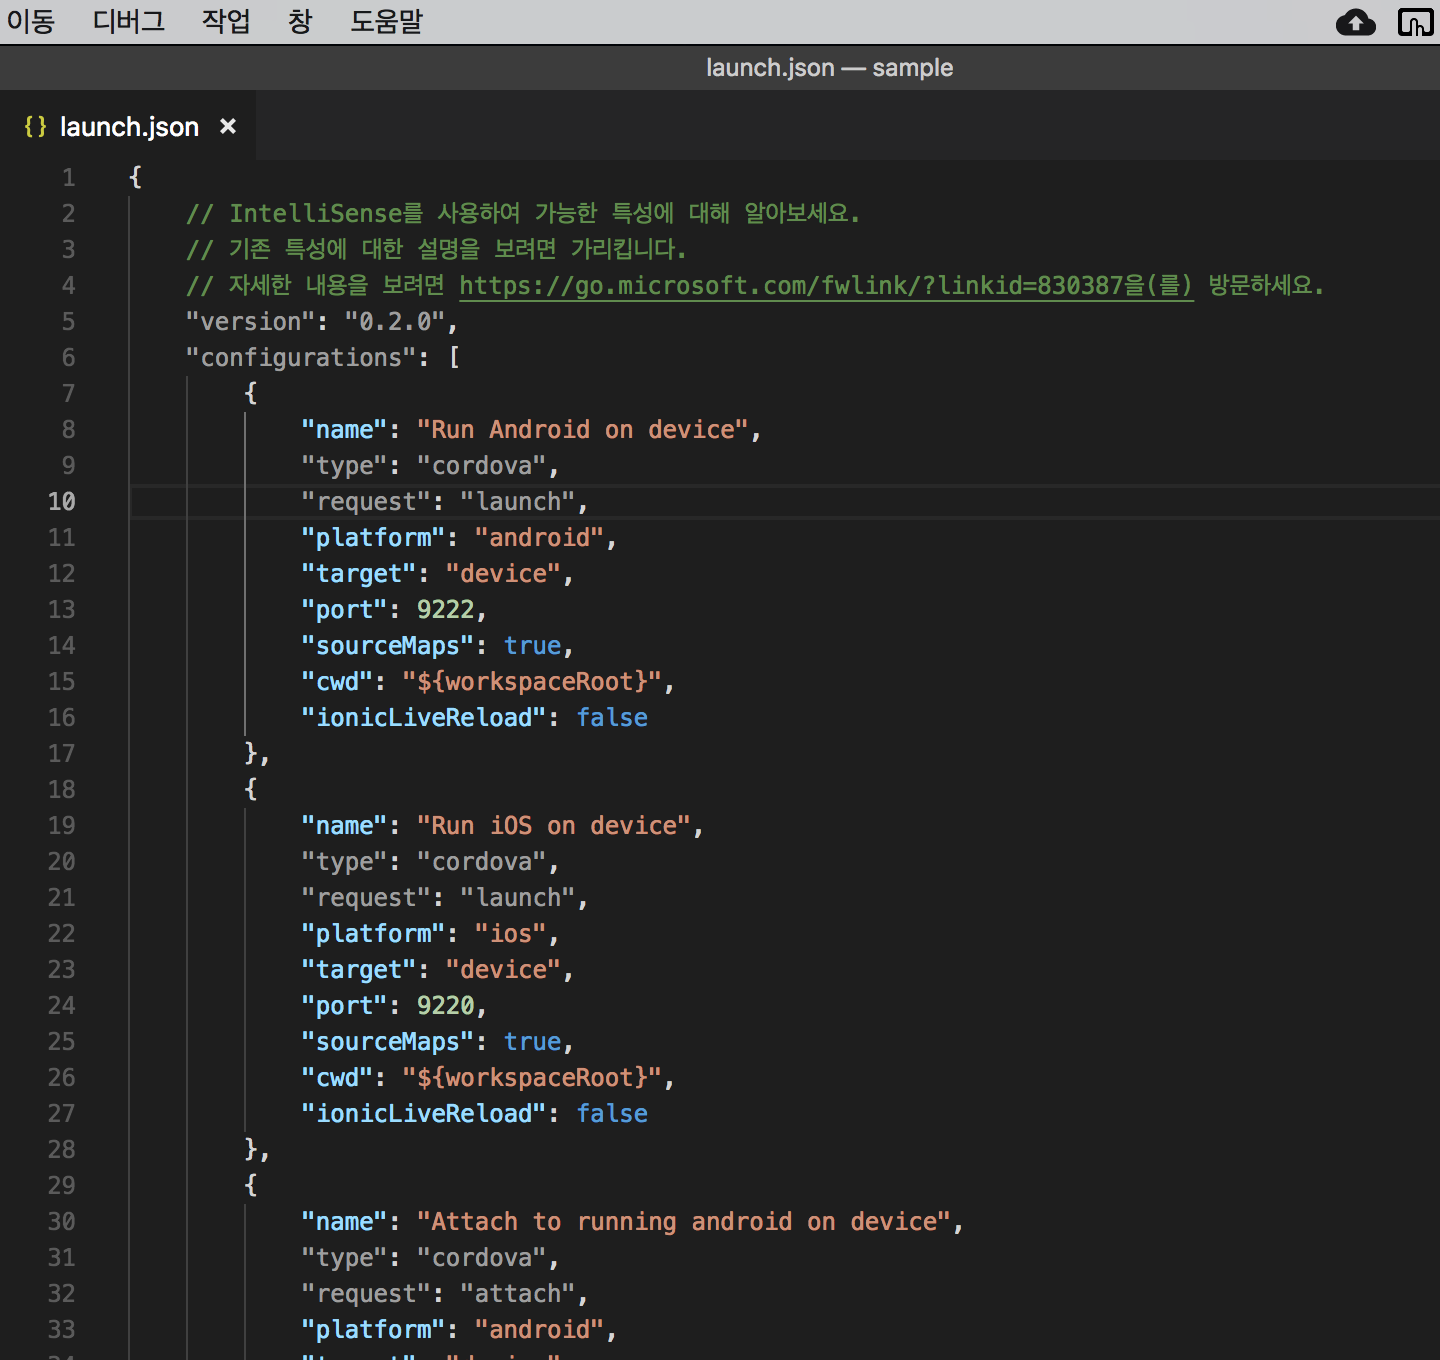 이동 디버그 작업 창 도움말
launch.json — sample
{} launch.json ×
1 {
2 // IntelliSense를 사용하여 가능한 특성에 대해 알아보세요.
3 // 기존 특성에 대한 설명을 보려면 가리킵니다.
4 // 자세한 내용을 보려면 https://go.microsoft.com/fwlink/?linkid=830387을(를) 방문하세요.
5 "version": "0.2.0",
6 "configurations": [
7 {
8 "name": "Run Android on device",
9 "type": "cordova",
10 "request": "launch",
11 "platform": "android",
12 "target": "device",
13 "port": 9222,
14 "sourceMaps": true,
15 "cwd": "${workspaceRoot}",
16 "ionicLiveReload": false
17 },
18 {
19 "name": "Run iOS on device",
20 "type": "cordova",
21 "request": "launch",
22 "platform": "ios",
23 "target": "device",
24 "port": 9220,
25 "sourceMaps": true,
26 "cwd": "${workspaceRoot}",
27 "ionicLiveReload": false
28 },
29 {
30 "name": "Attach to running android on device",
31 "type": "cordova",
32 "request": "attach",
33 "platform": "android",